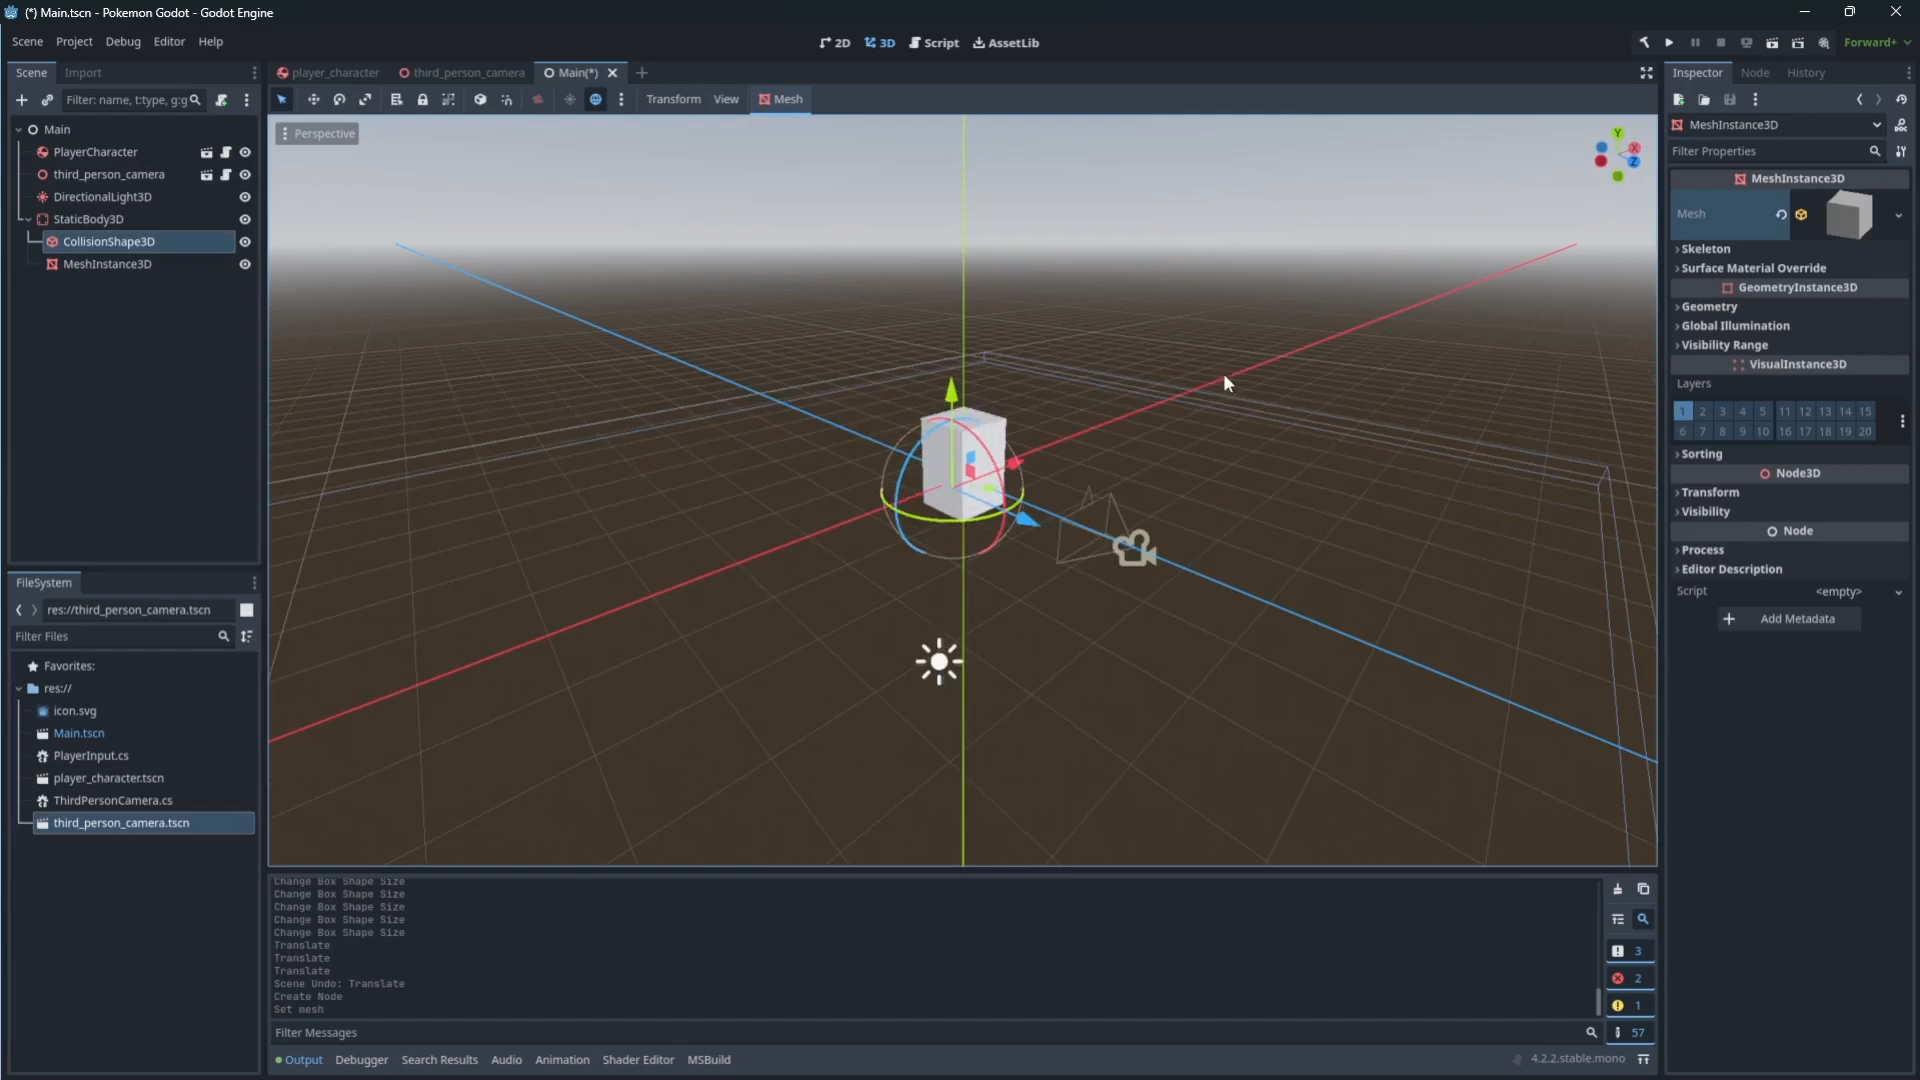 (*) Main.tscn - Pokemon Godot - Godot Engine
Scene Project Debug Editor Help
2D 3D Script AssetLib
Forward+
Scene Import
Filter: name, t:type, g:g
Main
PlayerCharacter
third_person_camera
DirectionalLight3D
StaticBody3D
CollisionShape3D
MeshInstance3D
FileSystem
res://third_person_camera.tscn
Filter Files
Favorites:
res://
icon.svg
Main.tscn
PlayerInput.cs
player_character.tscn
ThirdPersonCamera.cs
third_person_camera.tscn
player_character third_person_camera Main(*)
Transform View Mesh
Perspective
Y
X
Z
Change Box Shape Size
Change Box Shape Size
Change Box Shape Size
Change Box Shape Size
Change Box Shape Size
Translate
Translate
Translate
Scene Undo: Translate
Create Node
Set mesh
Filter Messages
3
2
1
57
Output Debugger Search Results Audio Animation Shader Editor MSBuild
4.2.2.stable.mono
Inspector Node History
MeshInstance3D
Filter Properties
MeshInstance3D
Mesh
Skeleton
Surface Material Override
GeometryInstance3D
Geometry
Global Illumination
Visibility Range
VisualInstance3D
Layers
1 2 3 4 5 11 12 13 14 15
6 7 8 9 10 16 17 18 19 20
Sorting
Node3D
Transform
Visibility
Node
Process
Editor Description
Script <empty>
Add Metadata